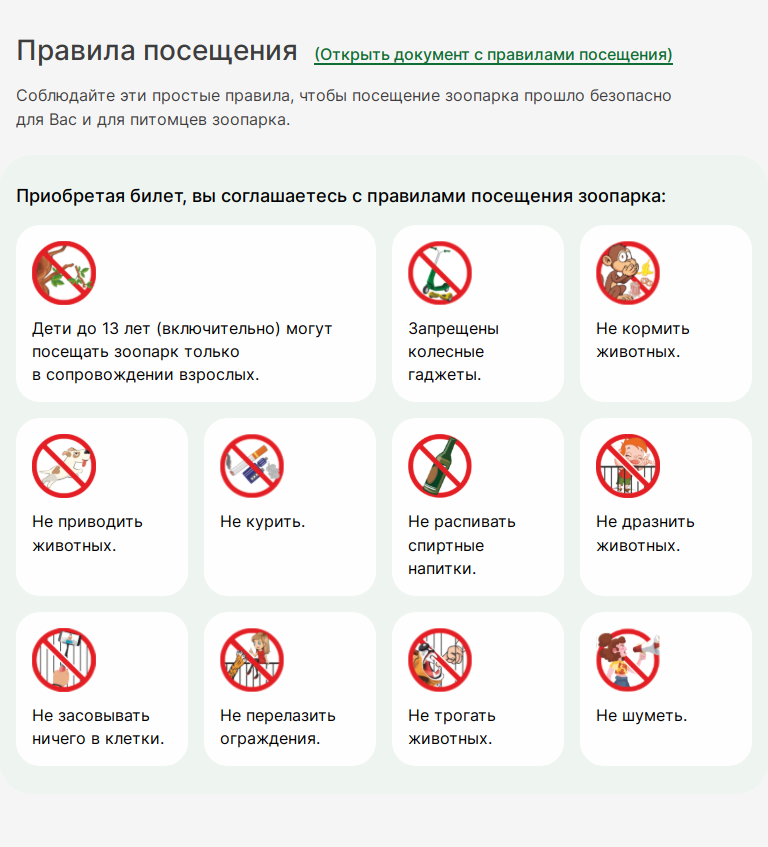 Правила посещения (Открыть документ с правилами посещения)
Соблюдайте эти простые правила, чтобы посещение зоопарка прошло безопасно
для Вас и для питомцев зоопарка.
Приобретая билет, вы соглашаетесь с правилами посещения зоопарка:
Дети до 13 лет (включительно) могут
посещать зоопарк только
в сопровождении взрослых.
Запрещены
колесные
гаджеты.
Не кормить
животных.
Не приводить
животных.
Не курить.
Не распивать
спиртные
напитки.
Не дразнить
животных.
Не засовывать
ничего в клетки.
Не перелазить
ограждения.
Не трогать
животных.
Не шуметь.